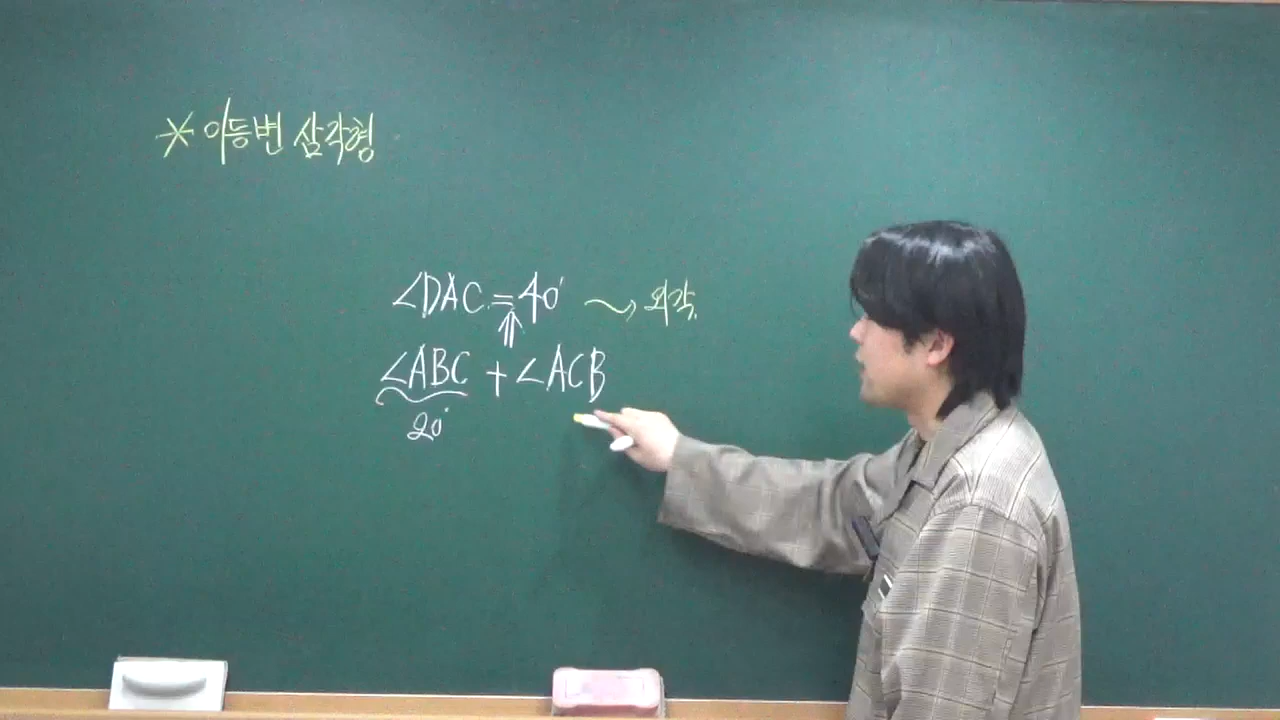 * 이등변 삼각형
∠DAC = 40° ⤳ 외각.
⇑
∠ABC + ∠ACB
20°